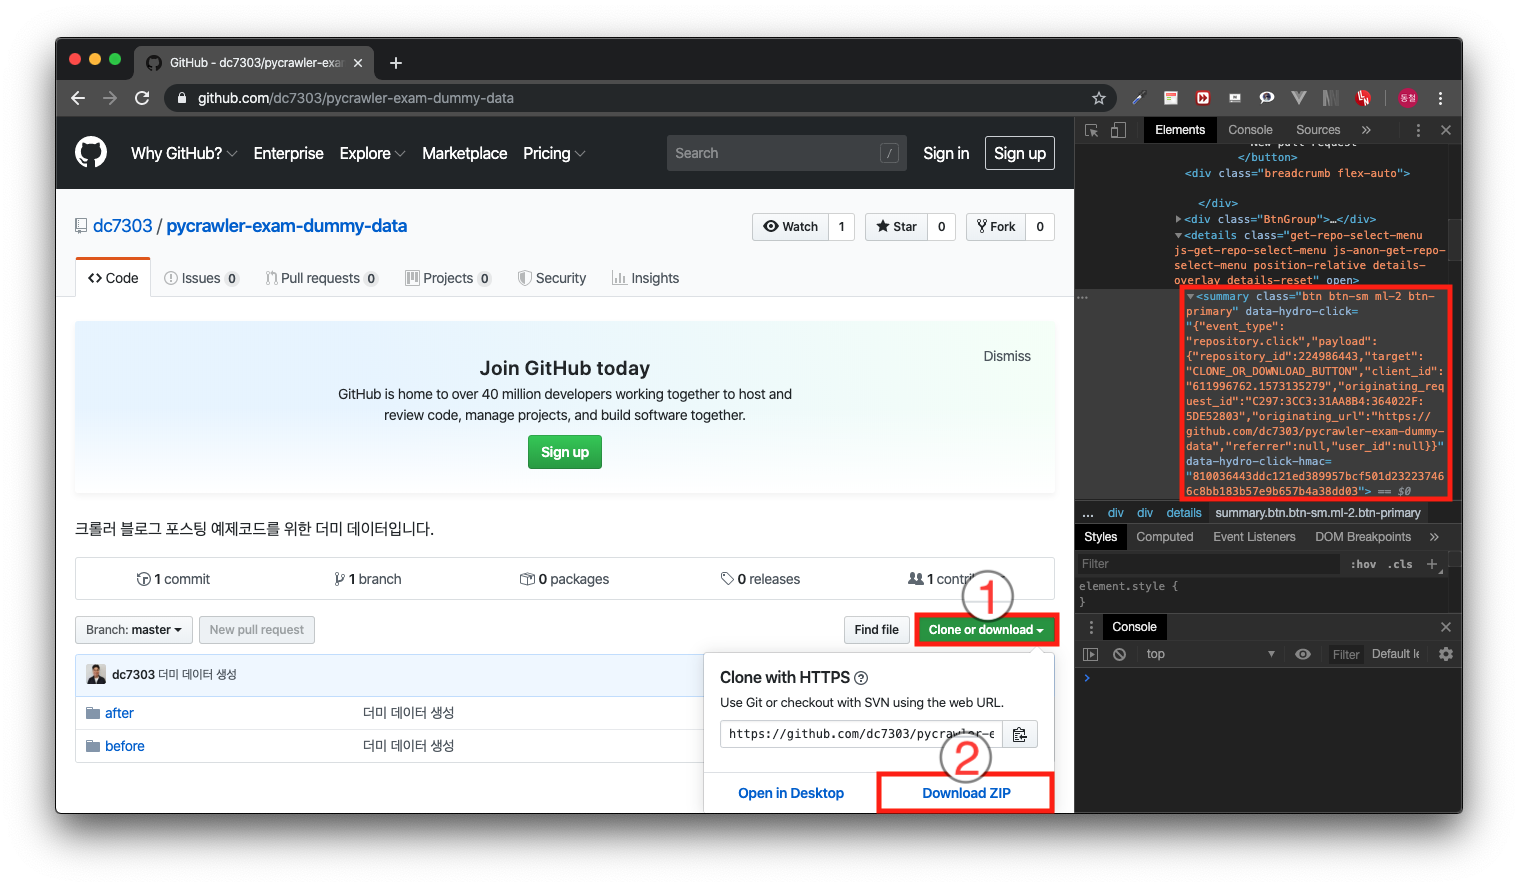 GitHub - dc7303/pycrawler-exam
github.com/dc7303/pycrawler-exam-dummy-data
동철
Why GitHub?
Enterprise
Explore
Marketplace
Pricing
Search
/
Sign in
Sign up
dc7303 / pycrawler-exam-dummy-data
Watch 1
Star 0
Fork 0
Code
Issues 0
Pull requests 0
Projects 0
Security
Insights
Join GitHub today
Dismiss
GitHub is home to over 40 million developers working together to host and
review code, manage projects, and build software together.
Sign up
크롤러 블로그 포스팅 예제코드를 위한 더미 데이터입니다.
1 commit
1 branch
0 packages
0 releases
1 contri
1
Branch: master
New pull request
Find file
Clone or download
dc7303 더미 데이터 생성
after 더미 데이터 생성
before 더미 데이터 생성
Clone with HTTPS
Use Git or checkout with SVN using the web URL.
https://github.com/dc7303/pycrawler-e
2
Open in Desktop
Download ZIP
Elements
Console
Sources
»
New pull request
</button>
<div class="breadcrumb flex-auto">
</div>
<div class="BtnGroup">…</div>
<details class="get-repo-select-menu
js-get-repo-select-menu js-anon-get-repo-
select-menu position-relative details-
overlay details-reset" open>
<summary class="btn btn-sm ml-2 btn-
primary" data-hydro-click=
"{"event_type":
"repository.click","payload":
{"repository_id":224986443,"target":
"CLONE_OR_DOWNLOAD_BUTTON","client_id":
"611996762.1573135279","originating_req
uest_id":"C297:3CC3:31AA8B4:364022F:
5DE52803","originating_url":"https://
github.com/dc7303/pycrawler-exam-dummy-
data","referrer":null,"user_id":null}}"
data-hydro-click-hmac=
"810036443ddc121ed389957bcf501d23223746
6c8bb183b57e9b657b4a38dd03"> == $0
... div div details summary.btn.btn-sm.ml-2.btn-primary
Styles
Computed
Event Listeners
DOM Breakpoints
»
Filter
:hov
.cls
+
element.style {
}
Console
top
Filter
Default le
>